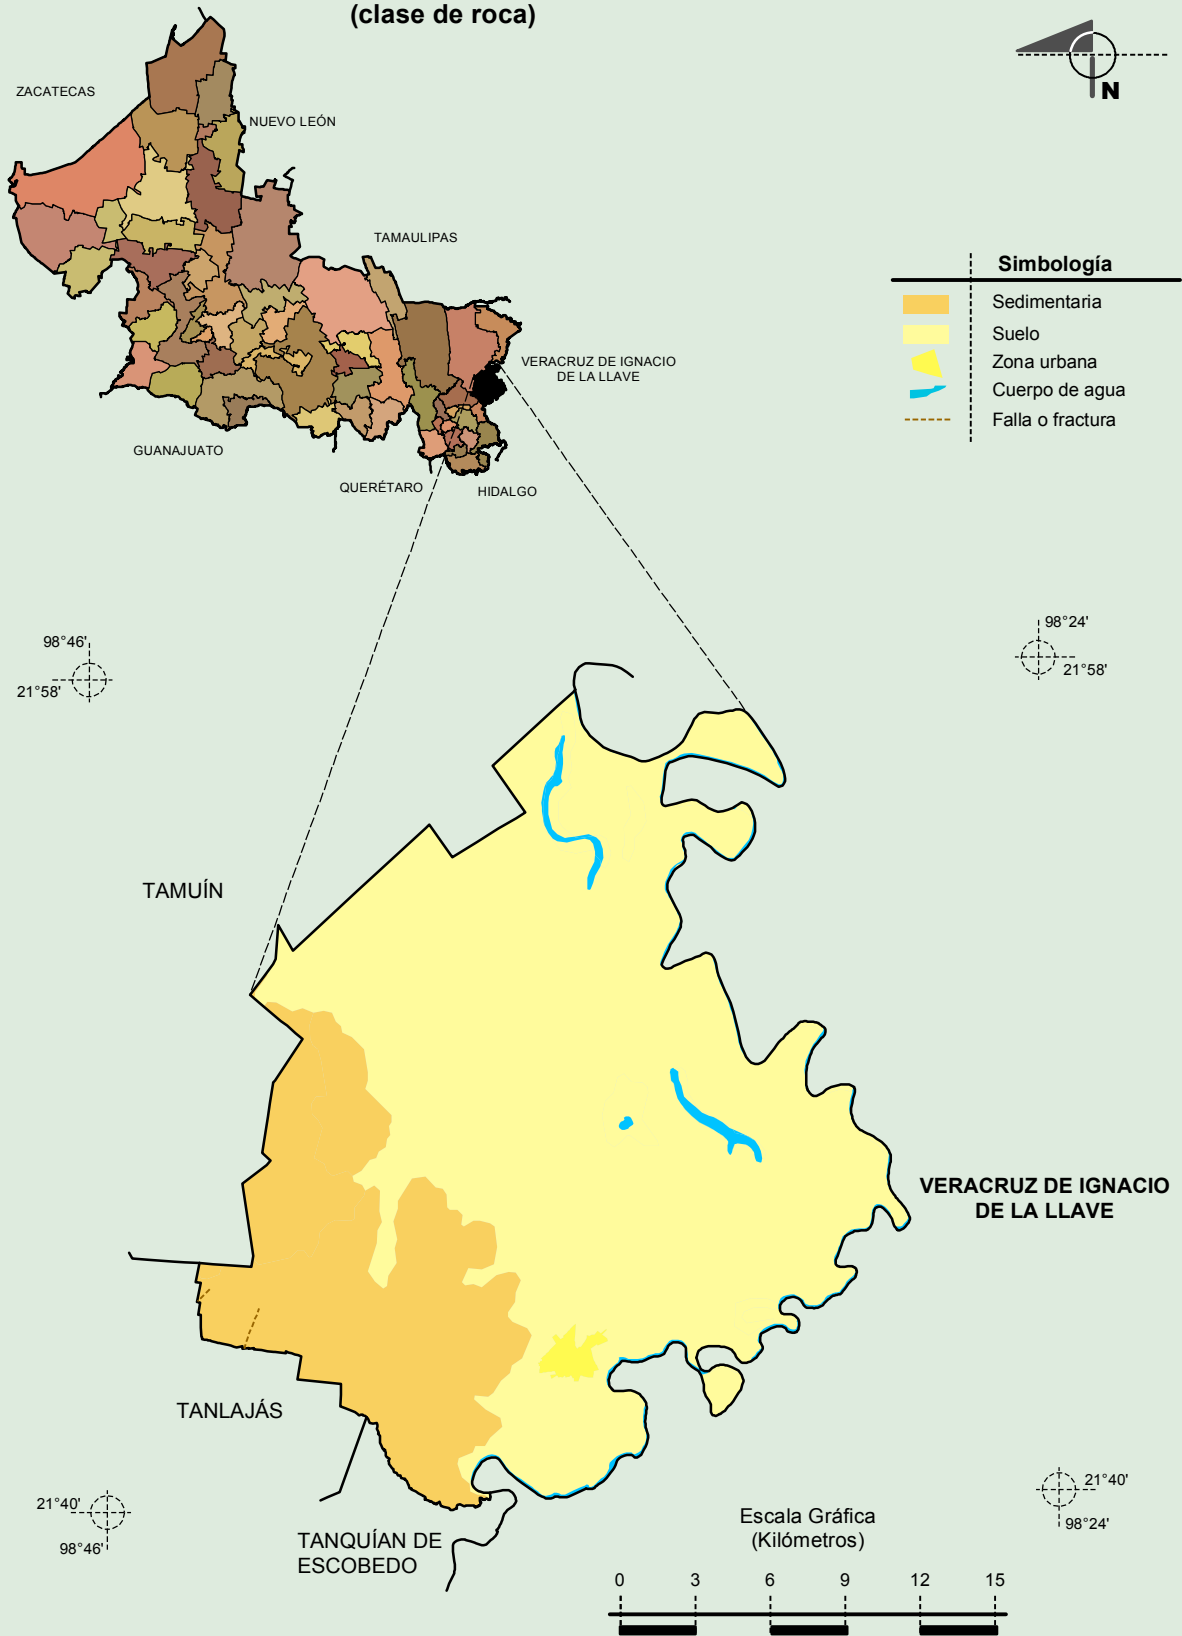 (clase de roca)
N
ZACATECAS
NUEVO LEÓN
TAMAULIPAS
VERACRUZ DE IGNACIO
DE LA LLAVE
GUANAJUATO
QUERÉTARO
HIDALGO
Simbología
Sedimentaria
Suelo
Zona urbana
Cuerpo de agua
Falla o fractura
98°46'
21°58'
98°24'
21°58'
TAMUÍN
VERACRUZ DE IGNACIO
DE LA LLAVE
TANLAJÁS
21°40'
98°46'
TANQUÍAN DE
ESCOBEDO
21°40'
98°24'
Escala Gráfica
(Kilómetros)
0 3 6 9 12 15